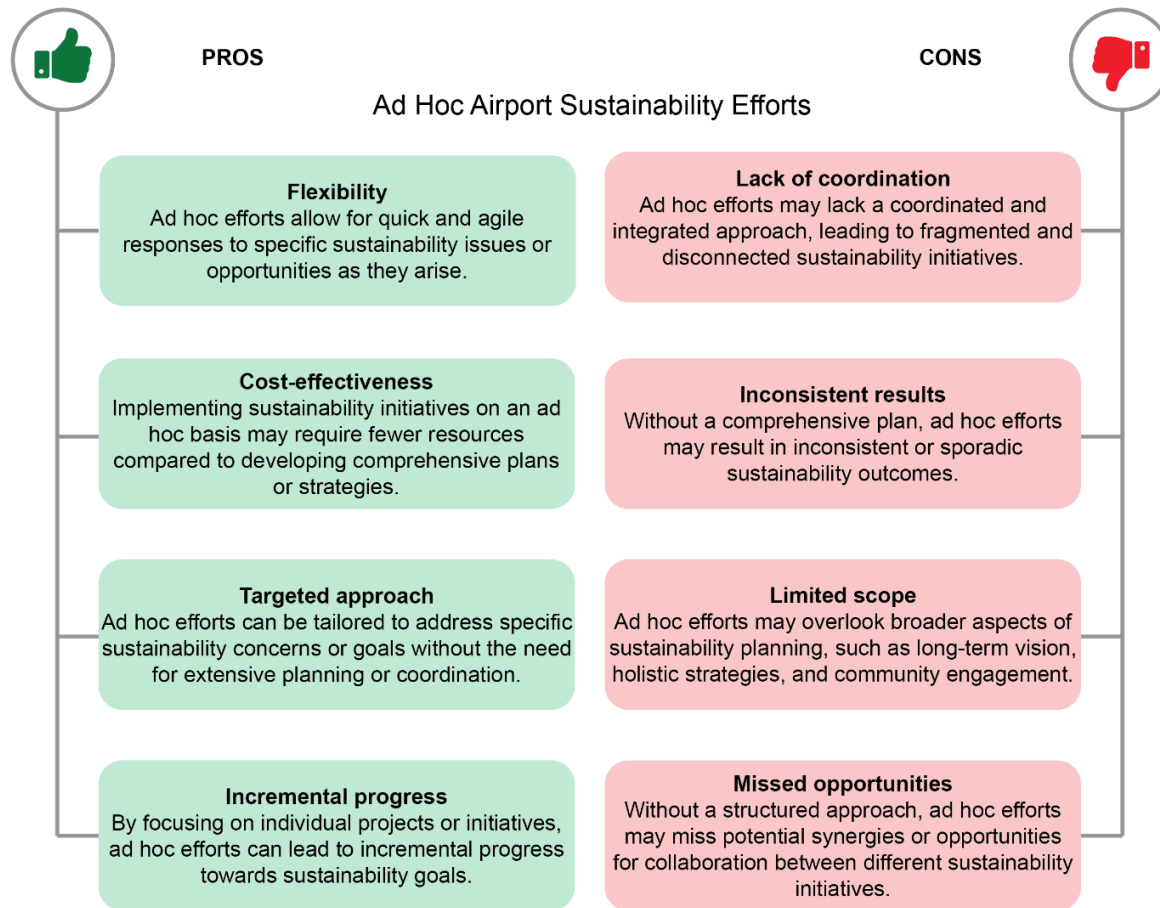 PROS
CONS
Ad Hoc Airport Sustainability Efforts
Flexibility
Ad hoc efforts allow for quick and agile
responses to specific sustainability issues or
opportunities as they arise.
Lack of coordination
Ad hoc efforts may lack a coordinated and
integrated approach, leading to fragmented and
disconnected sustainability initiatives.
Cost-effectiveness
Implementing sustainability initiatives on an ad
hoc basis may require fewer resources
compared to developing comprehensive plans
or strategies.
Inconsistent results
Without a comprehensive plan, ad hoc efforts
may result in inconsistent or sporadic
sustainability outcomes.
Targeted approach
Ad hoc efforts can be tailored to address specific
sustainability concerns or goals without the need
for extensive planning or coordination.
Limited scope
Ad hoc efforts may overlook broader aspects of
sustainability planning, such as long-term vision,
holistic strategies, and community engagement.
Incremental progress
By focusing on individual projects or initiatives,
ad hoc efforts can lead to incremental progress
towards sustainability goals.
Missed opportunities
Without a structured approach, ad hoc efforts
may miss potential synergies or opportunities
for collaboration between different sustainability
initiatives.